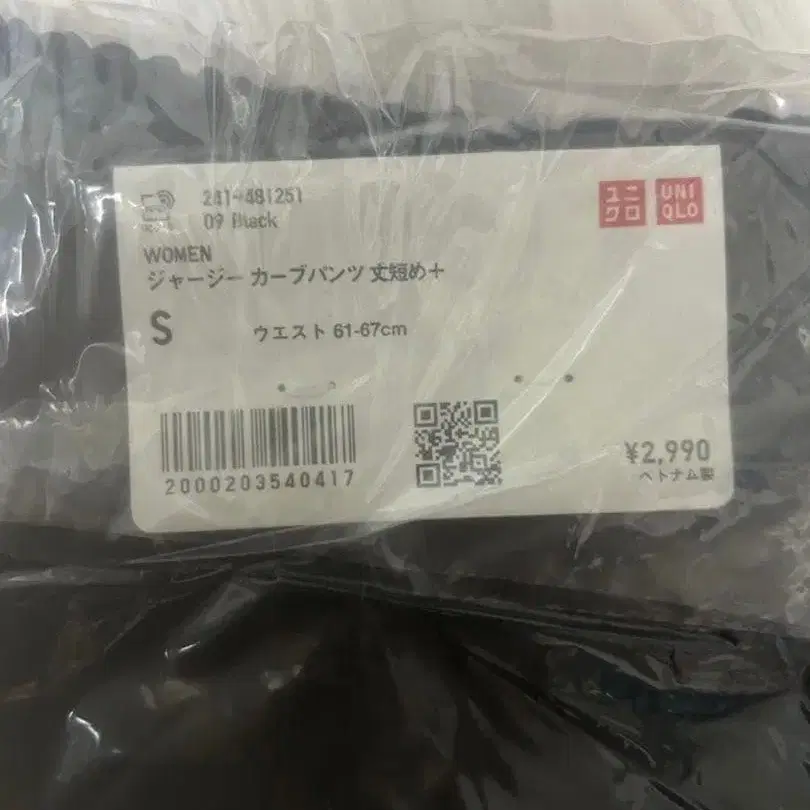 241-481251
09 Black
ユニクロ
UNIQLO
WOMEN
ジャージー カーブパンツ 丈短め+
S
ウエスト 61-67cm
2000203540417
¥2,990
ベトナム製